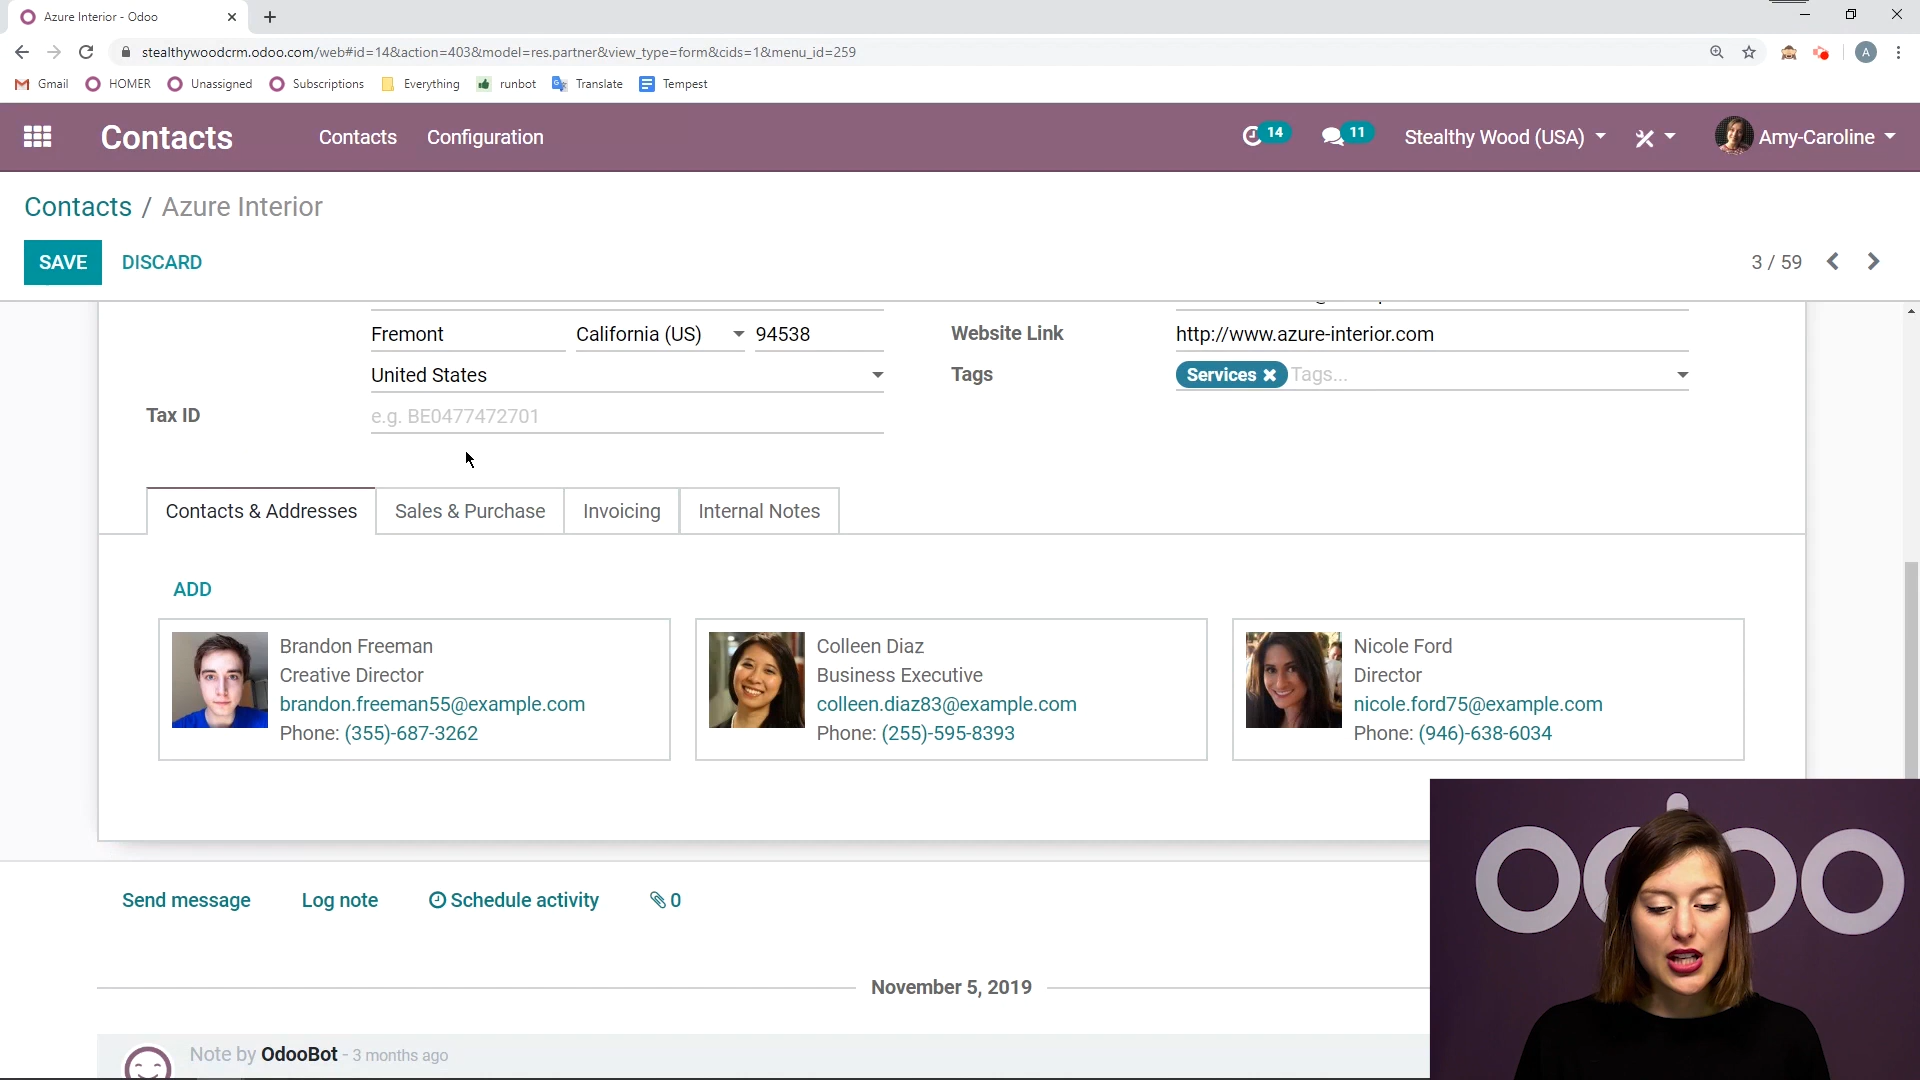 Azure Interior - Odoo
stealthywoodcrm.odoo.com/web#id=14&action=403&model=res.partner&view_type=form&cids=1&menu_id=259
A
Gmail HOMER Unassigned Subscriptions Everything runbot Translate Tempest
Contacts Contacts Configuration 14 11 Stealthy Wood (USA) Amy-Caroline
Contacts / Azure Interior
SAVE DISCARD 3 / 59
Fremont California (US) 94538 Website Link http://www.azure-interior.com
United States Tags Services Tags...
Tax ID e.g. BE0477472701
Contacts & Addresses Sales & Purchase Invoicing Internal Notes
ADD
Brandon Freeman
Creative Director
brandon.freeman55@example.com
Phone: (355)-687-3262
Colleen Diaz
Business Executive
colleen.diaz83@example.com
Phone: (255)-595-8393
Nicole Ford
Director
nicole.ford75@example.com
Phone: (946)-638-6034
odoo
Send message Log note Schedule activity 0
November 5, 2019
Note by OdooBot - 3 months ago